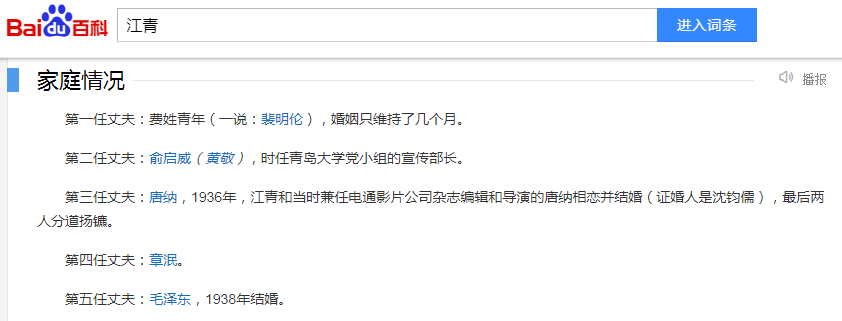 Bai du 百科 江青 进入词条
家庭情况 播报
第一任丈夫：费姓青年（一说：裴明伦），婚姻只维持了几个月。
第二任丈夫：俞启威（黄敬），时任青岛大学党小组的宣传部长。
第三任丈夫：唐纳，1936年，江青和当时兼任电通影片公司杂志编辑和导演的唐纳相恋并结婚（证婚人是沈钧儒），最后两
人分道扬镳。
第四任丈夫：章泯。
第五任丈夫：毛泽东，1938年结婚。